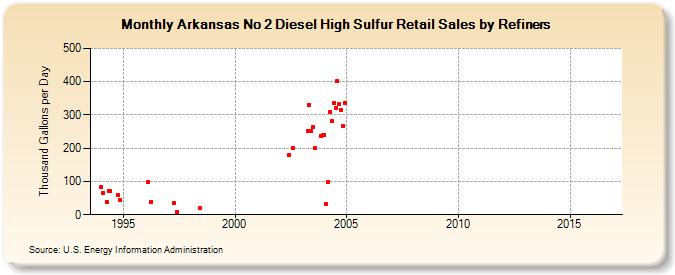 Monthly Arkansas No 2 Diesel High Sulfur Retail Sales by Refiners
Thousand Gallons per Day
500
400
300
200
100
0
1995 2000 2005 2010 2015
Source: U.S. Energy Information Administration